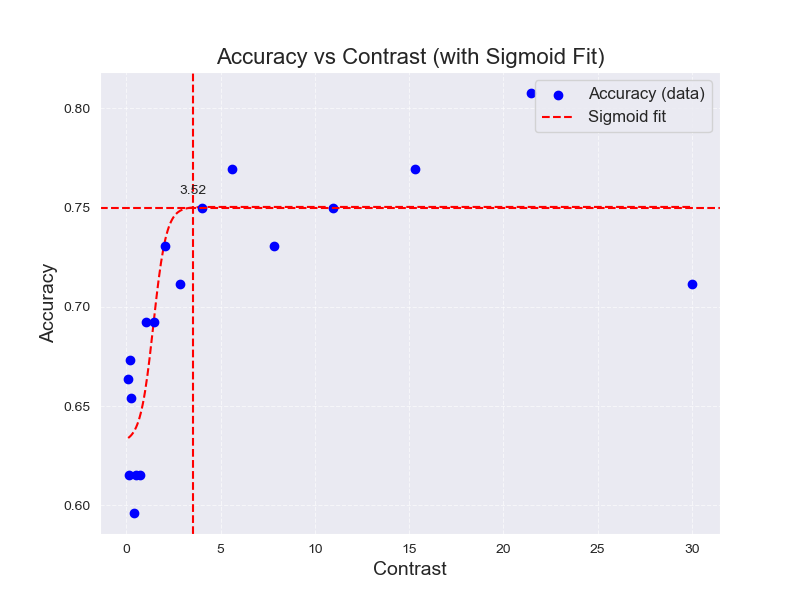 Accuracy vs Contrast (with Sigmoid Fit)
Accuracy (data)
Sigmoid fit
3.52
0.80
0.75
0.70
0.65
0.60
Accuracy
0 5 10 15 20 25 30
Contrast